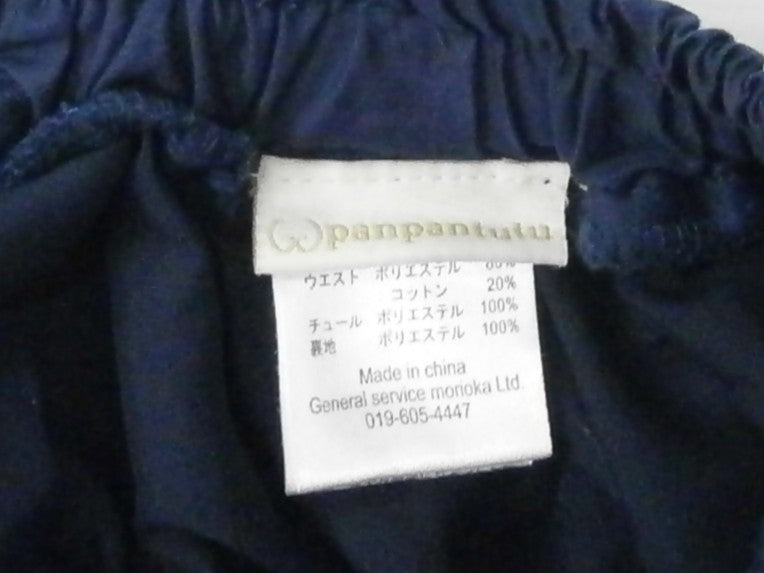 panpantutu
ウエスト ポリエステル 80%
コットン 20%
チュール ポリエステル 100%
裏地 ポリエステル 100%
Made in china
General service morioka Ltd.
019-605-4447